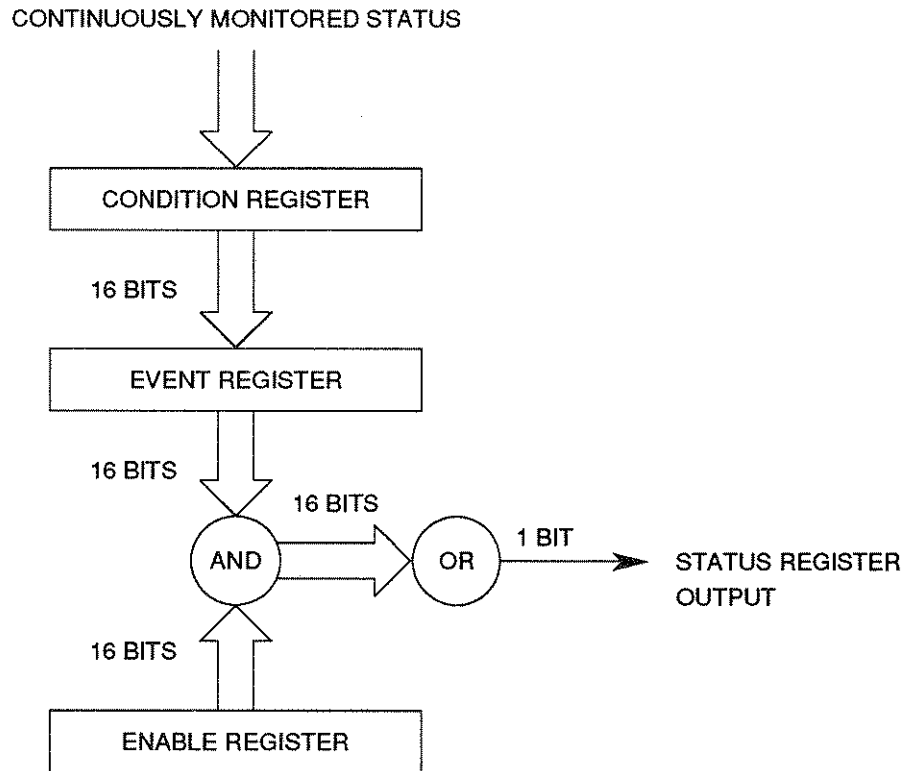 CONTINUOUSLY MONITORED STATUS
CONDITION REGISTER
16 BITS
EVENT REGISTER
16 BITS
16 BITS
1 BIT
AND
OR
STATUS REGISTER
OUTPUT
16 BITS
ENABLE REGISTER